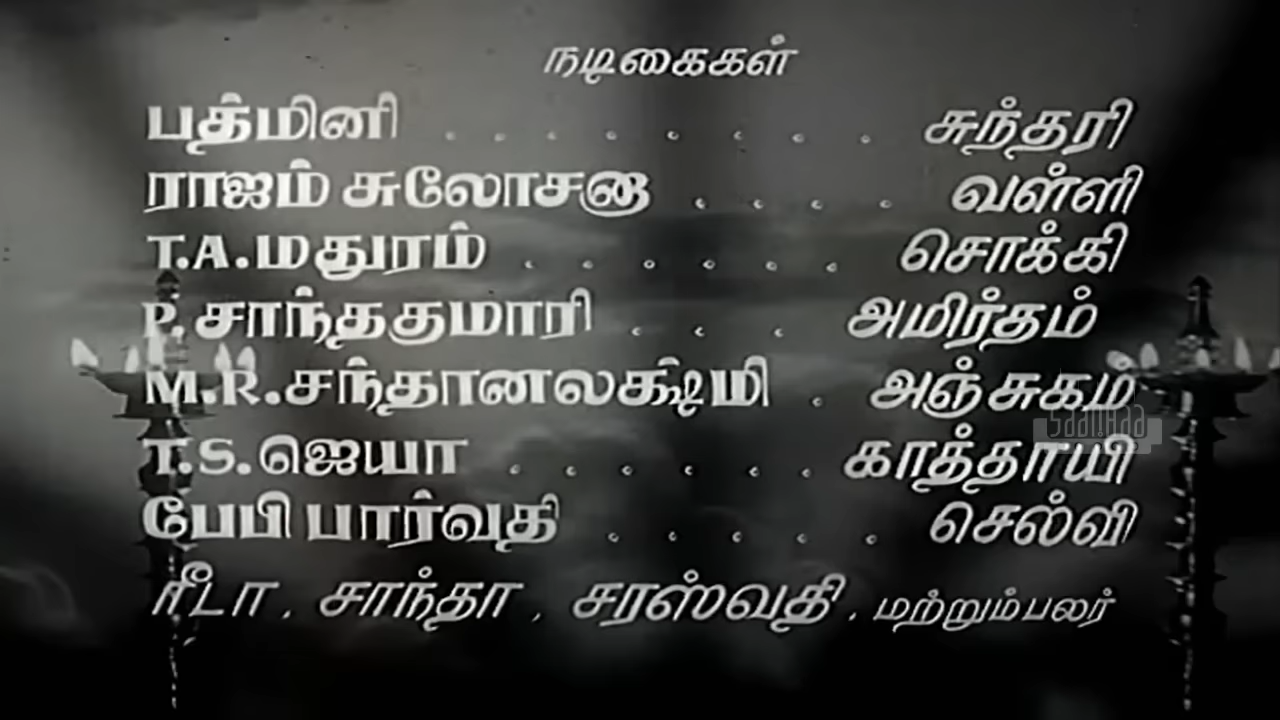 நடிகைகள்
பத்மினி . . . . . . . . சுந்தரி
ராஜம் சுலோசனா . . . . வள்ளி
T.A.மதுரம் . . . . . . சொக்கி
P.சாந்தகுமாரி . . . அமிர்தம்
M.R.சந்தானலக்ஷிமி . அஞ்சுகம்
T.S.ஜெயா . . . . . . காத்தாயி
பேபி பார்வதி . . . . . செல்வி
ரீடா , சாந்தா , சரஸ்வதி , மற்றும்பலர்
Saamraa